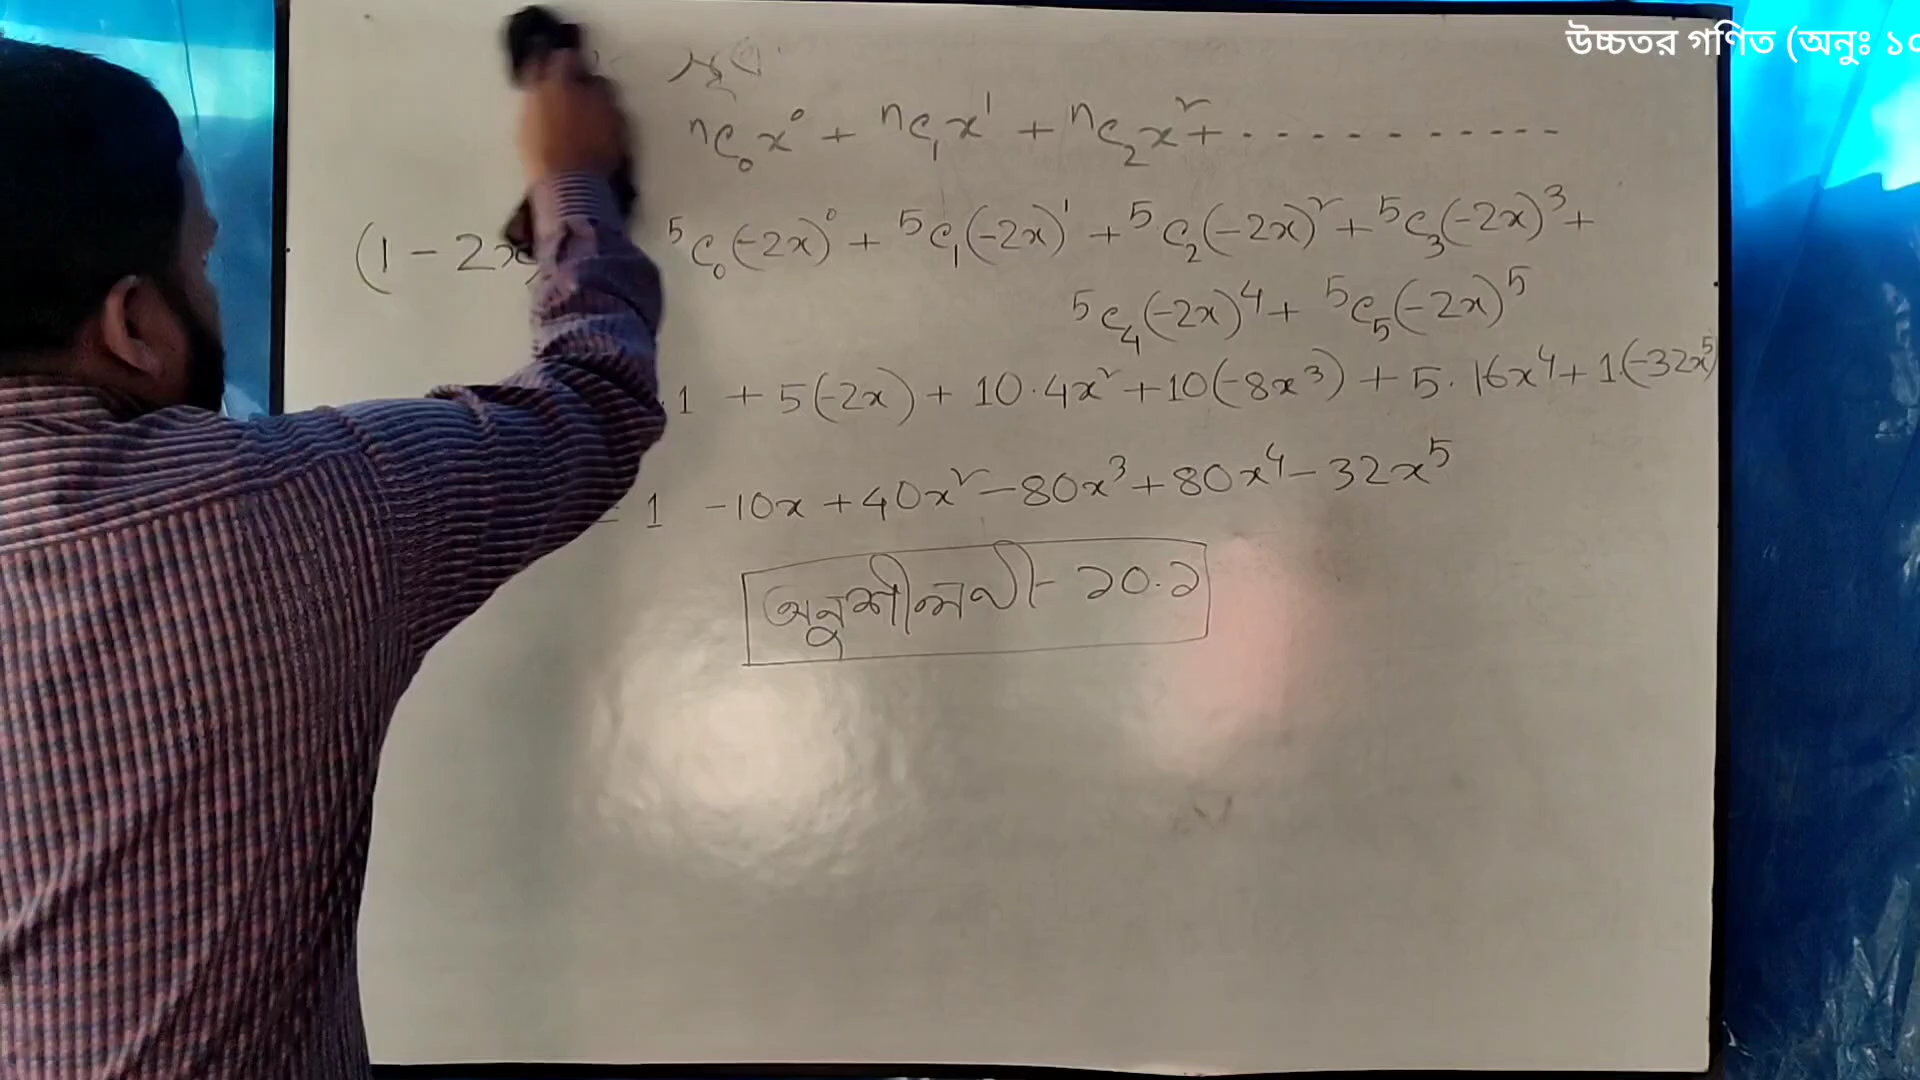 উচ্চতর গণিত (অনুঃ ১০
ⁿC₀x⁰ + ⁿC₁x¹ + ⁿC₂x² + - - - - - - - - - - -
(1 - 2x ⁵C₀(-2x)⁰ + ⁵C₁(-2x)¹ + ⁵C₂(-2x)² + ⁵C₃(-2x)³ +
⁵C₄(-2x)⁴ + ⁵C₅(-2x)⁵
.1 + 5(-2x) + 10.4x² + 10(-8x³) + 5.16x⁴ + 1.(-32x⁵)
= 1 - 10x + 40x² - 80x³ + 80x⁴ - 32x⁵
অনুশীলনী - ১০.১